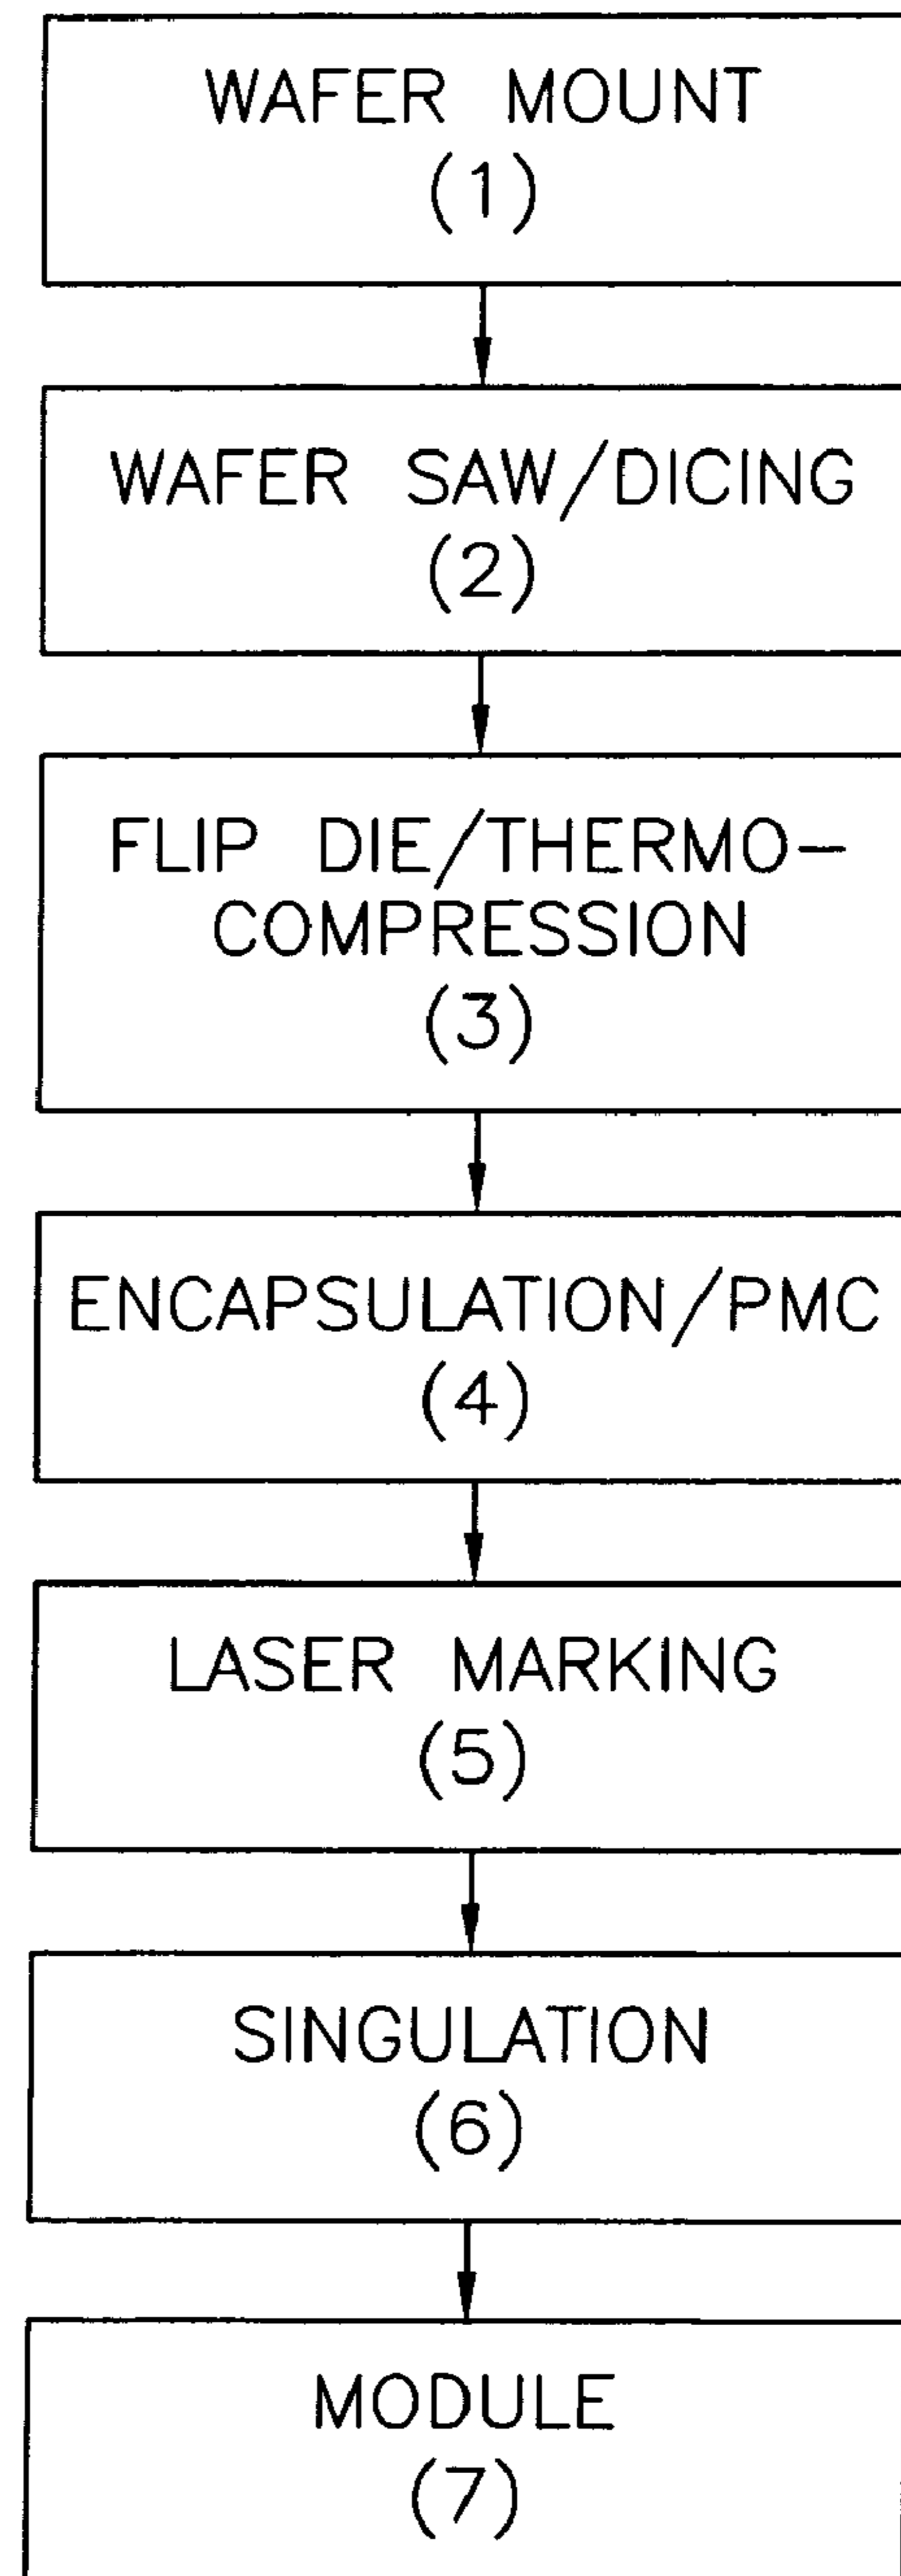 WAFER MOUNT
(1)
WAFER SAW/DICING
(2)
FLIP DIE/THERMO-
COMPRESSION
(3)
ENCAPSULATION/PMC
(4)
LASER MARKING
(5)
SINGULATION
(6)
MODULE
(7)